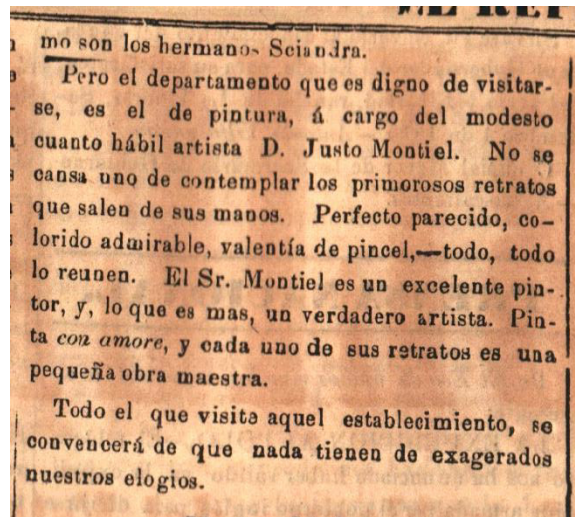 mo son los hermanos Sciandra.
Pero el departamento que es digno de visitar-
se, es el de pintura, á cargo del modesto
cuanto hábil artista D. Justo Montiel. No se
cansa uno de contemplar los primorosos retratos
que salen de sus manos. Perfecto parecido, co-
lorido admirable, valentía de pincel,—todo, todo
lo reunen. El Sr. Montiel es un excelente pin-
tor, y, lo que es mas, un verdadero artista. Pin-
ta con amore, y cada uno de sus retratos es una
pequeña obra maestra.
Todo el que visite aquel establecimiento, se
convencerá de que nada tienen de exagerados
nuestros elogios.